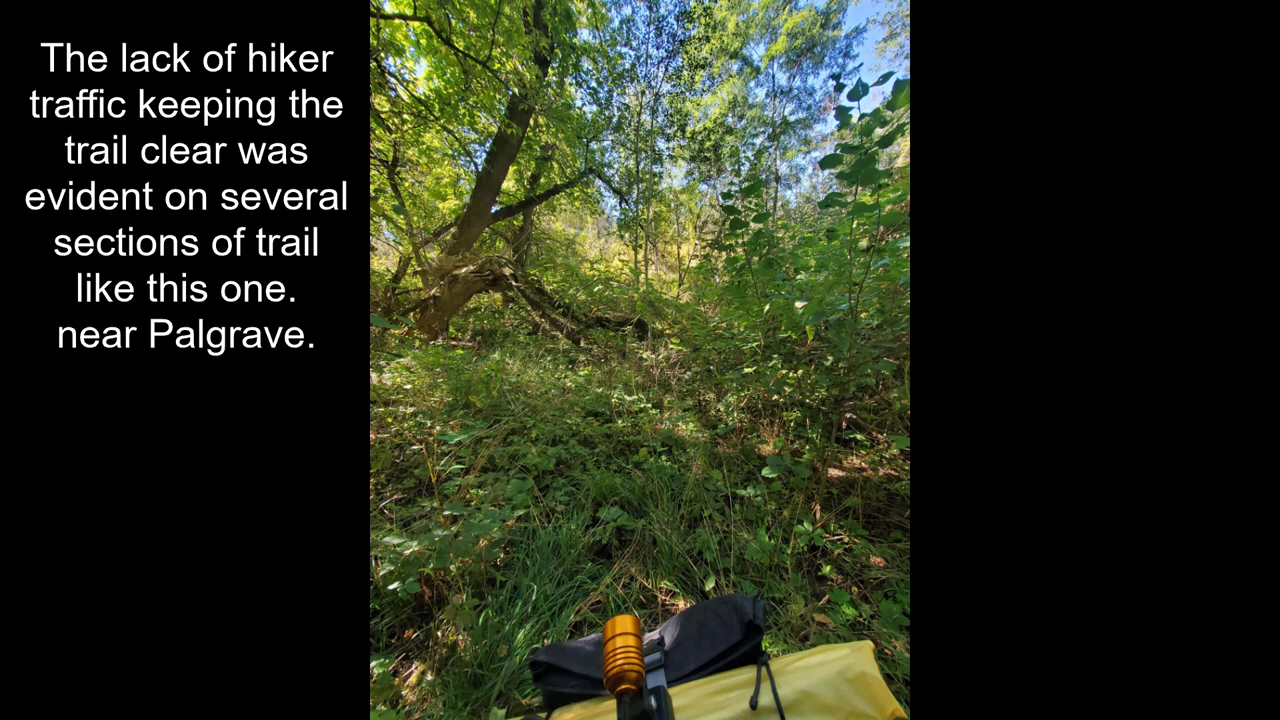 The lack of hiker
traffic keeping the
trail clear was
evident on several
sections of trail
like this one.
near Palgrave.